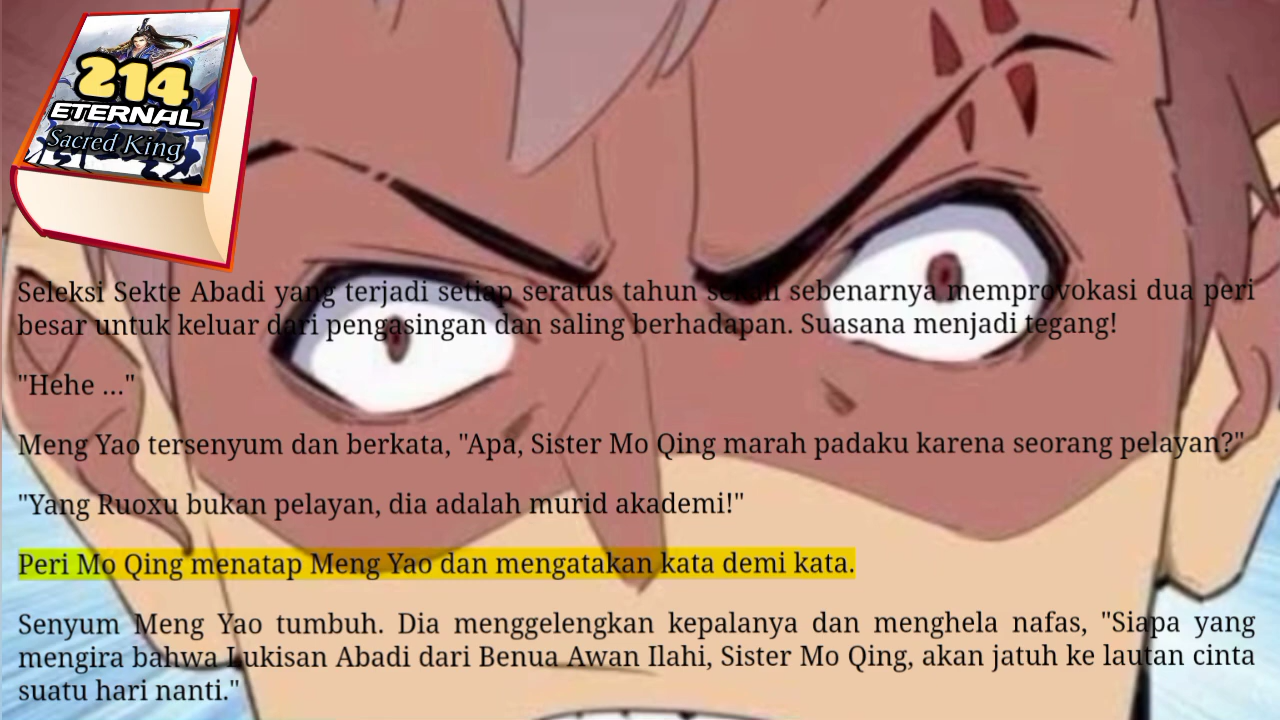 214
ETERNAL
Sacred King
Seleksi Sekte Abadi yang terjadi setiap seratus tahun sekali sebenarnya memprovokasi dua peri
besar untuk keluar dari pengasingan dan saling berhadapan. Suasana menjadi tegang!
"Hehe ..."
Meng Yao tersenyum dan berkata, "Apa, Sister Mo Qing marah padaku karena seorang pelayan?"
"Yang Ruoxu bukan pelayan, dia adalah murid akademi!"
Peri Mo Qing menatap Meng Yao dan mengatakan kata demi kata.
Senyum Meng Yao tumbuh. Dia menggelengkan kepalanya dan menghela nafas, "Siapa yang
mengira bahwa Lukisan Abadi dari Benua Awan Ilahi, Sister Mo Qing, akan jatuh ke lautan cinta
suatu hari nanti."